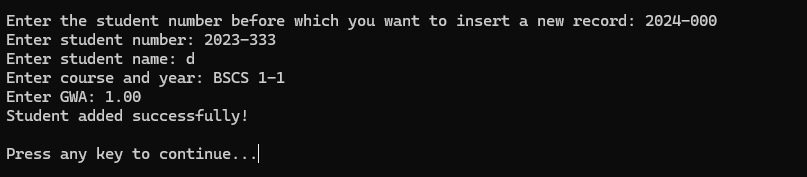 Enter the student number before which you want to insert a new record: 2024-000
Enter student number: 2023-333
Enter student name: d
Enter course and year: BSCS 1-1
Enter GWA: 1.00
Student added successfully!
Press any key to continue...